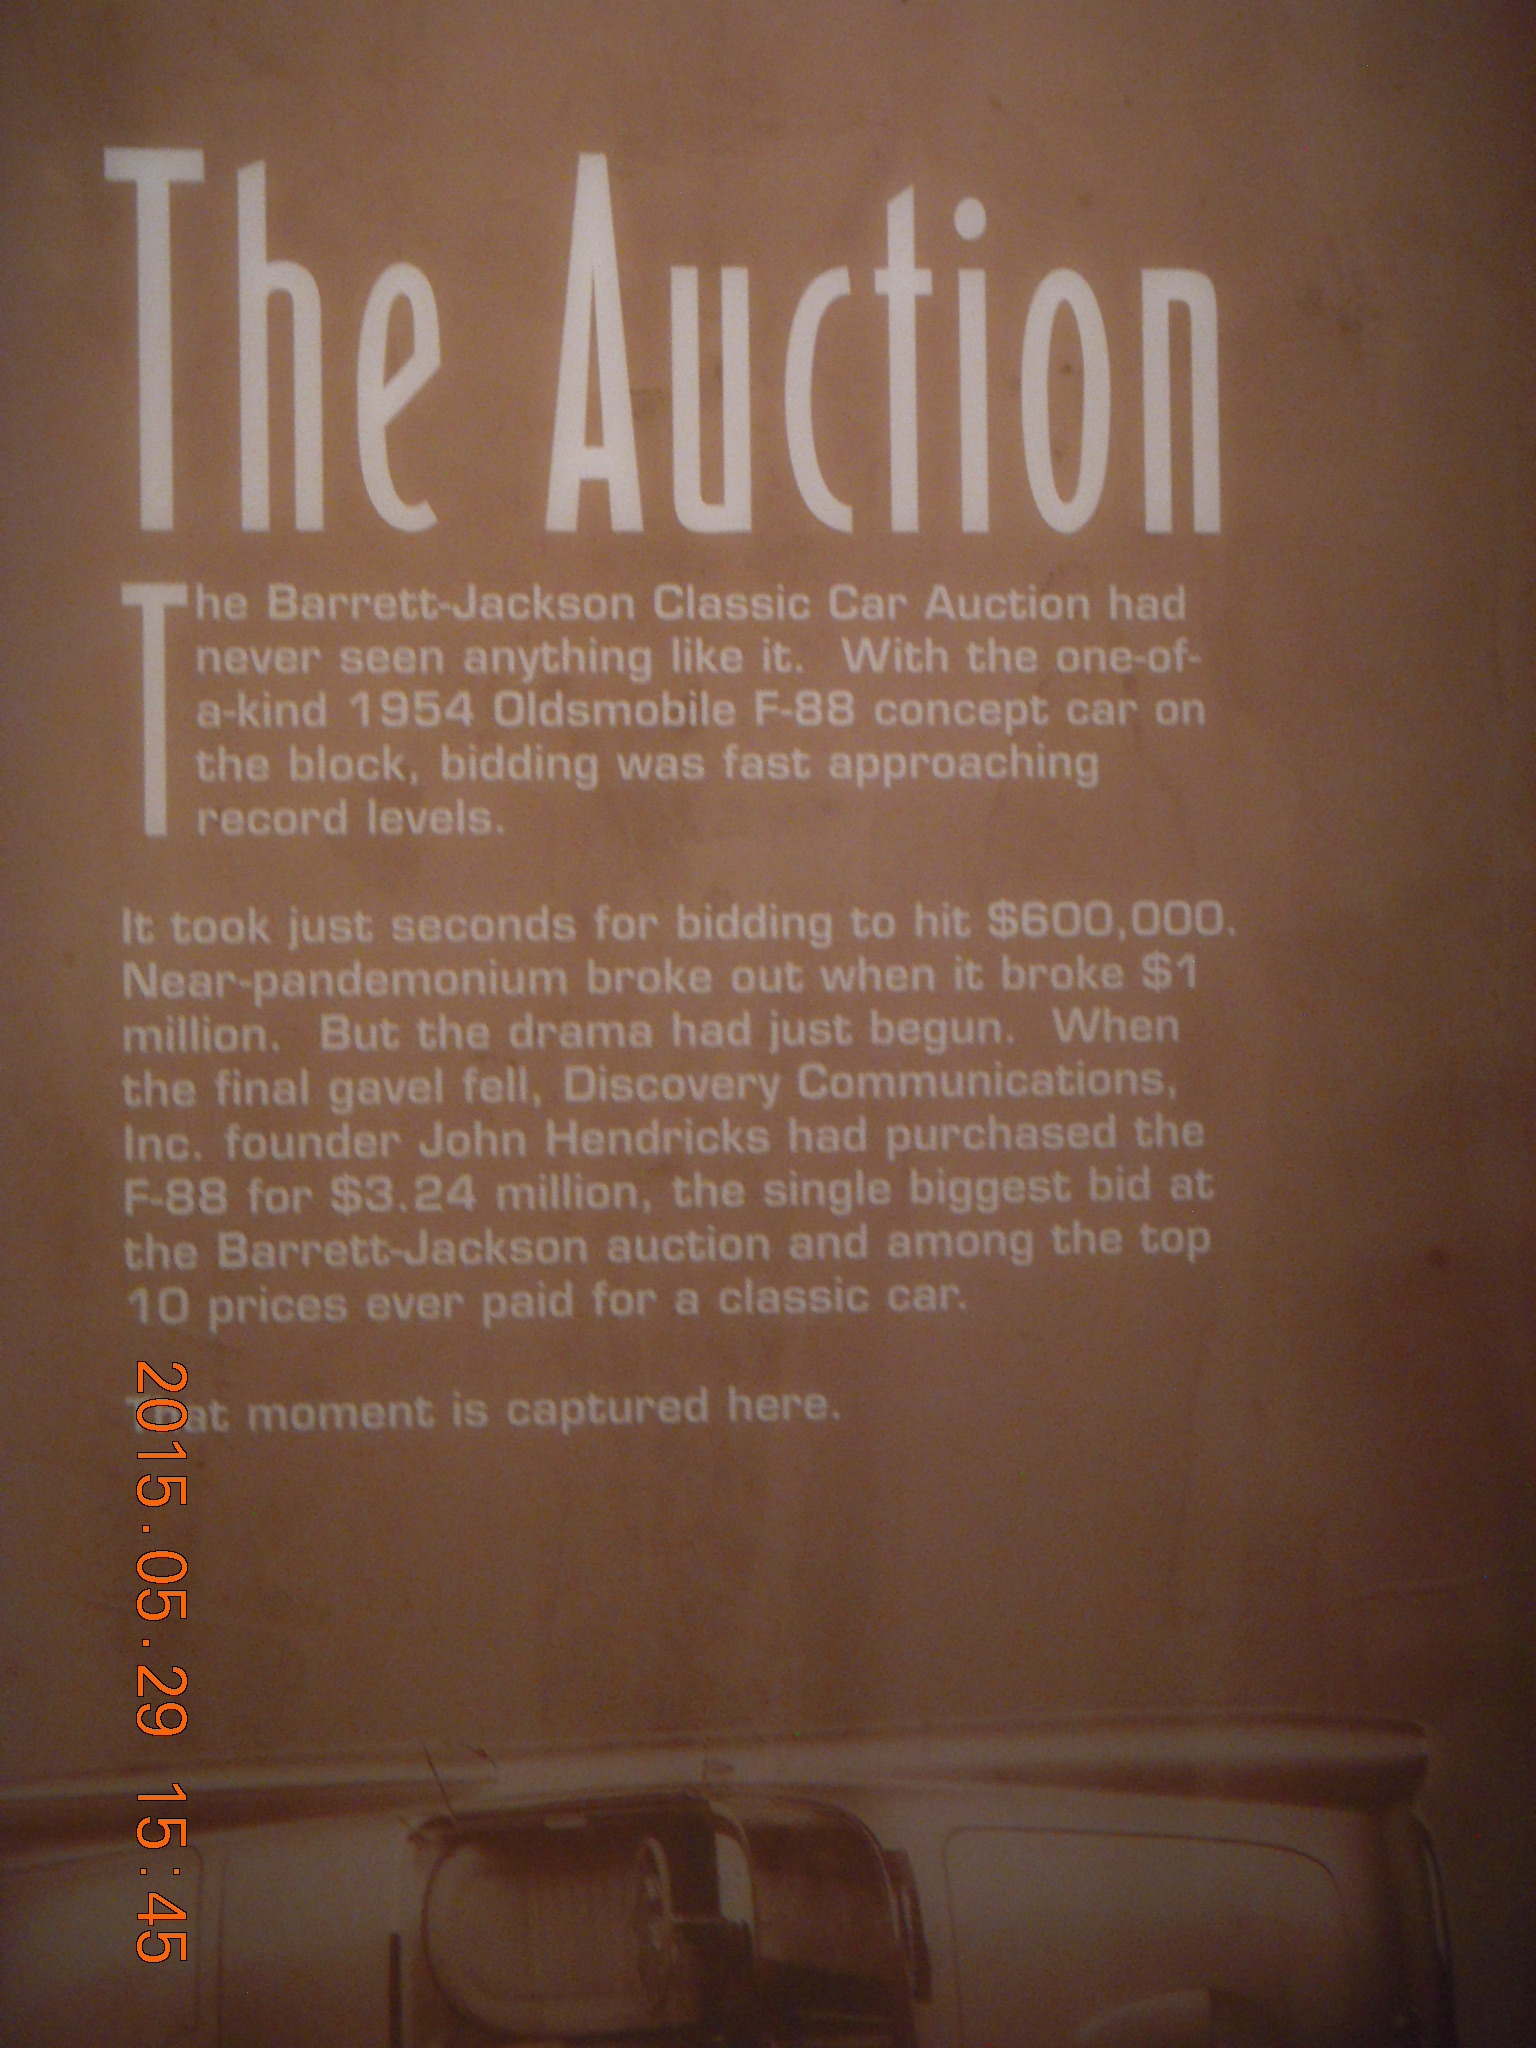 The Auction
The Barrett-Jackson Classic Car Auction had
never seen anything like it. With the one-of-
a-kind 1954 Oldsmobile F-88 concept car on
the block, bidding was fast approaching
record levels.
It took just seconds for bidding to hit $600,000.
Near-pandemonium broke out when it broke $1
million. But the drama had just begun. When
the final gavel fell, Discovery Communications,
Inc. founder John Hendricks had purchased the
F-88 for $3.24 million, the single biggest bid at
the Barrett-Jackson auction and among the top
10 prices ever paid for a classic car.
That moment is captured here.
2015.05.29 15:45